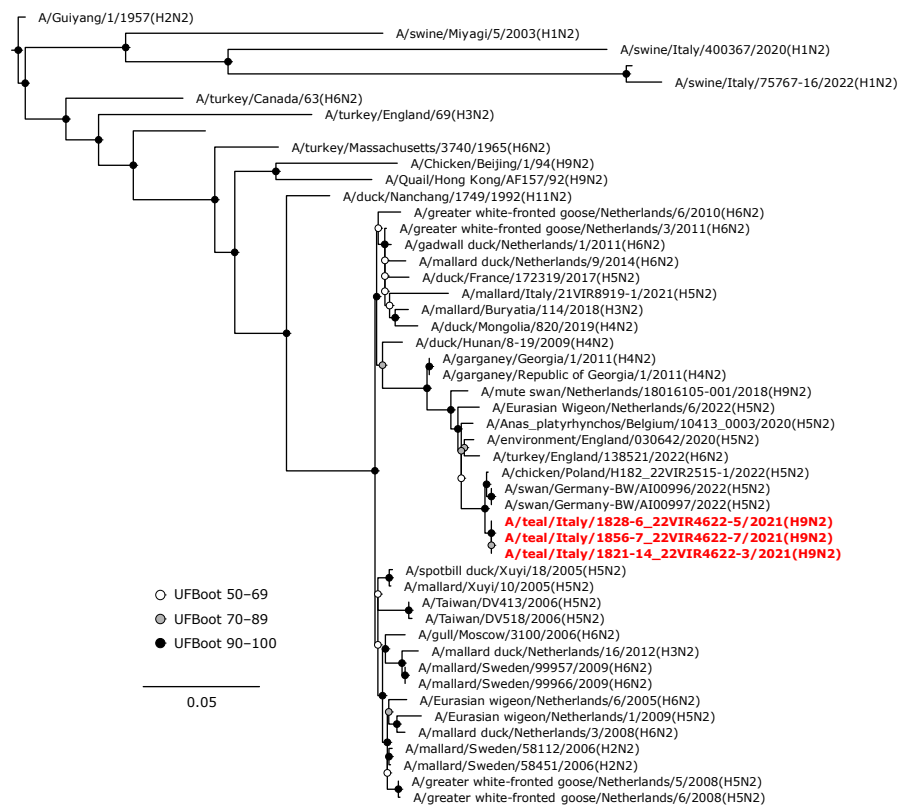 A/Guiyang/1/1957(H2N2)
A/swine/Miyagi/5/2003(H1N2)
A/swine/Italy/400367/2020(H1N2)
A/swine/Italy/75767-16/2022(H1N2)
A/turkey/Canada/63(H6N2)
A/turkey/England/69(H3N2)
A/turkey/Massachusetts/3740/1965(H6N2)
A/Chicken/Beijing/1/94(H9N2)
A/Quail/Hong Kong/AF157/92(H9N2)
A/duck/Nanchang/1749/1992(H11N2)
A/greater white-fronted goose/Netherlands/6/2010(H6N2)
A/greater white-fronted goose/Netherlands/3/2011(H6N2)
A/gadwall duck/Netherlands/1/2011(H6N2)
A/mallard duck/Netherlands/9/2014(H6N2)
A/duck/France/172319/2017(H5N2)
A/mallard/Italy/21VIR8919-1/2021(H5N2)
A/mallard/Buryatia/114/2018(H3N2)
A/duck/Mongolia/820/2019(H4N2)
A/duck/Hunan/8-19/2009(H4N2)
A/garganey/Georgia/1/2011(H4N2)
A/garganey/Republic of Georgia/1/2011(H4N2)
A/mute swan/Netherlands/18016105-001/2018(H9N2)
A/Eurasian Wigeon/Netherlands/6/2022(H5N2)
A/Anas_platyrhynchos/Belgium/10413_0003/2020(H5N2)
A/environment/England/030642/2020(H5N2)
A/turkey/England/138521/2022(H6N2)
A/chicken/Poland/H182_22VIR2515-1/2022(H5N2)
A/swan/Germany-BW/AI00996/2022(H5N2)
A/swan/Germany-BW/AI00997/2022(H5N2)
A/teal/Italy/1828-6_22VIR4622-5/2021(H9N2)
A/teal/Italy/1856-7_22VIR4622-7/2021(H9N2)
A/teal/Italy/1821-14_22VIR4622-3/2021(H9N2)
A/spotbill duck/Xuyi/18/2005(H5N2)
A/mallard/Xuyi/10/2005(H5N2)
A/Taiwan/DV413/2006(H5N2)
A/Taiwan/DV518/2006(H5N2)
A/gull/Moscow/3100/2006(H6N2)
A/mallard duck/Netherlands/16/2012(H3N2)
A/mallard/Sweden/99957/2009(H6N2)
A/mallard/Sweden/99966/2009(H6N2)
A/Eurasian wigeon/Netherlands/6/2005(H6N2)
A/Eurasian wigeon/Netherlands/1/2009(H5N2)
A/mallard duck/Netherlands/3/2008(H6N2)
A/mallard/Sweden/58112/2006(H2N2)
A/mallard/Sweden/58451/2006(H2N2)
A/greater white-fronted goose/Netherlands/5/2008(H5N2)
A/greater white-fronted goose/Netherlands/6/2008(H5N2)
UFBoot 50–69
UFBoot 70–89
UFBoot 90–100
0.05